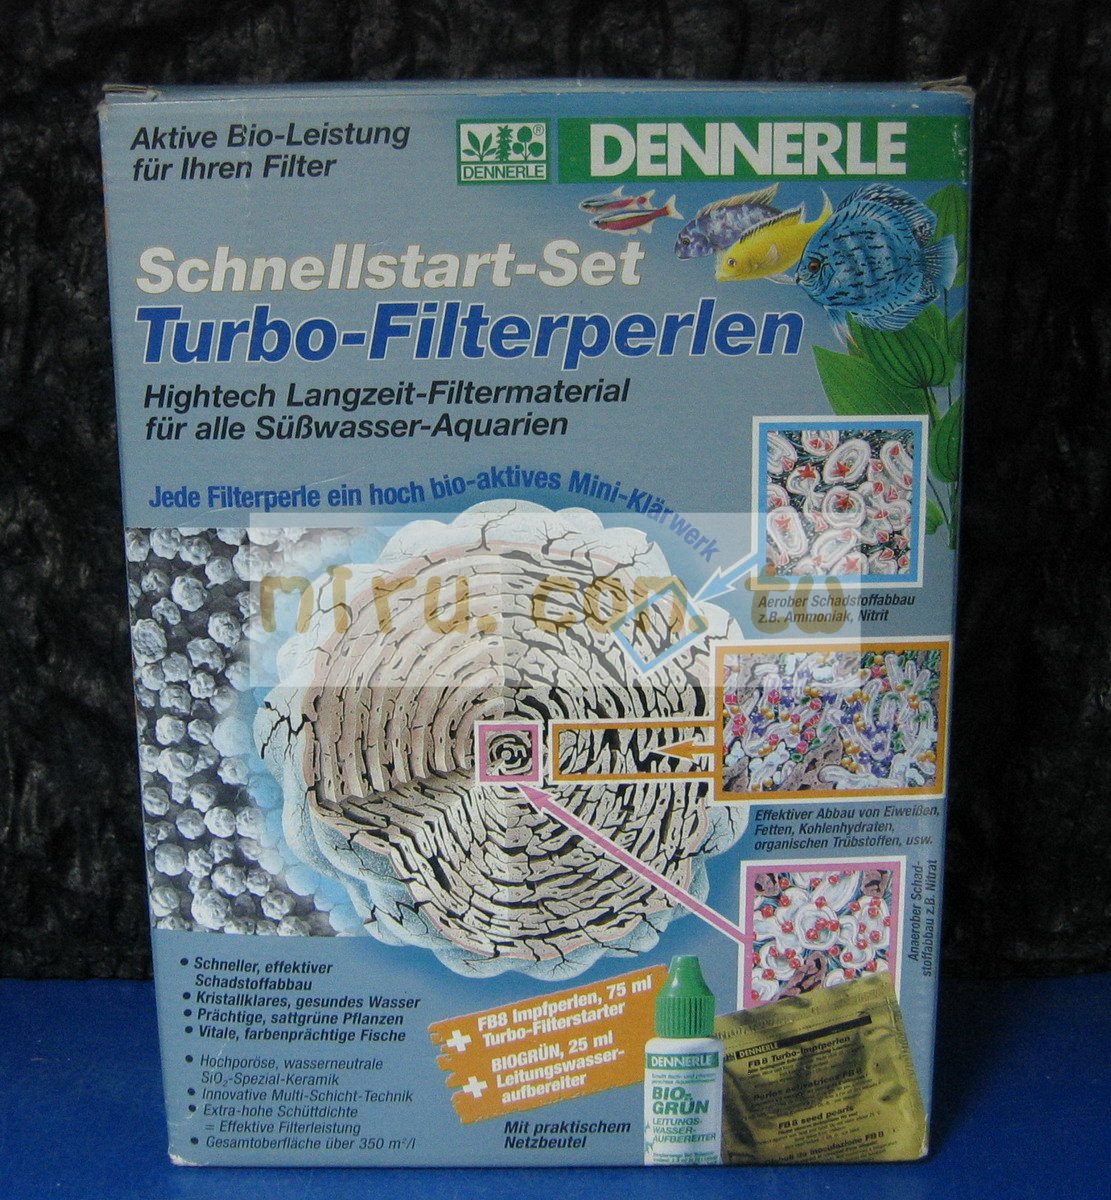 Aktive Bio-Leistung
für Ihren Filter
®
DENNERLE
DENNERLE
Schnellstart-Set
Turbo-Filterperlen
Hightech Langzeit-Filtermaterial
für alle Süßwasser-Aquarien
Jede Filterperle ein hoch bio-aktives Mini-Klärwerk
miru.com.tw
Aerober Schadstoffabbau
z.B. Ammoniak, Nitrit
Effektiver Abbau von Eiweißen,
Fetten, Kohlenhydraten,
organischen Trübstoffen, usw.
Anaerober Schad-
stoffabbau z.B. Nitrat
• Schneller, effektiver
Schadstoffabbau
• Kristallklares, gesundes Wasser
• Prächtige, sattgrüne Pflanzen
• Vitale, farbenprächtige Fische
• Hochporöse, wasserneutrale
SiO₂-Spezial-Keramik
• Innovative Multi-Schicht-Technik
• Extra-hohe Schüttdichte
= Effektive Filterleistung
• Gesamtoberfläche über 350 m²/l
+ FB8 Impfperlen, 75 ml
Turbo-Filterstarter
+ BIOGRÜN, 25 ml
Leitungswasser-
aufbereiter
Mit praktischem
Netzbeutel
DENNERLE
BIO-
GRÜN
LEITUNGS-
WASSER-
AUFBEREITER
DENNERLE
FB8 Turbo-Impfperlen
FB8 seed pearls